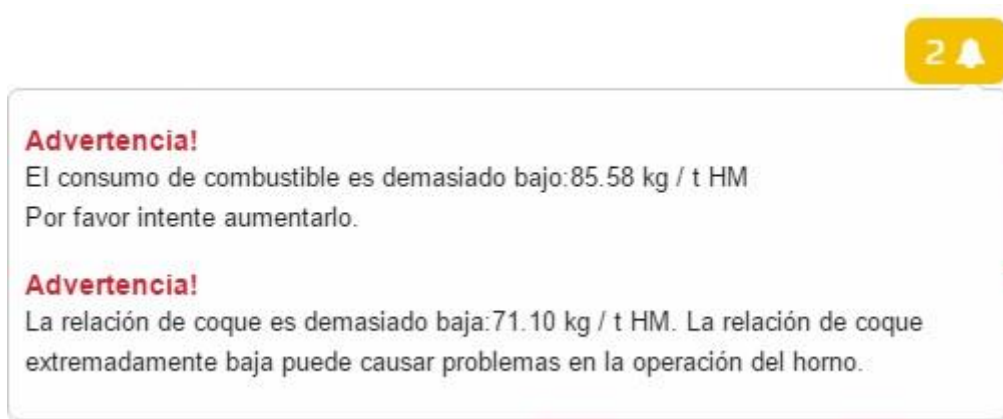 2
Advertencia!
El consumo de combustible es demasiado bajo:85.58 kg / t HM
Por favor intente aumentarlo.
Advertencia!
La relación de coque es demasiado baja:71.10 kg / t HM. La relación de coque
extremadamente baja puede causar problemas en la operación del horno.